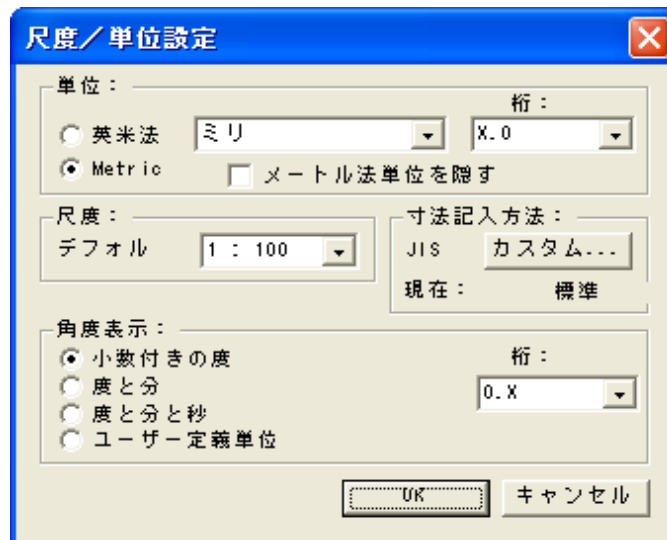 尺度／単位設定
単位：
桁：
英米法
ミリ
X.0
Metric
メートル法単位を隠す
尺度：
デフォル
1 : 100
寸法記入方法：
JIS
カスタム...
現在：
標準
角度表示：
小数付きの度
桁：
度と分
0.X
度と分と秒
ユーザー定義単位
OK
キャンセル